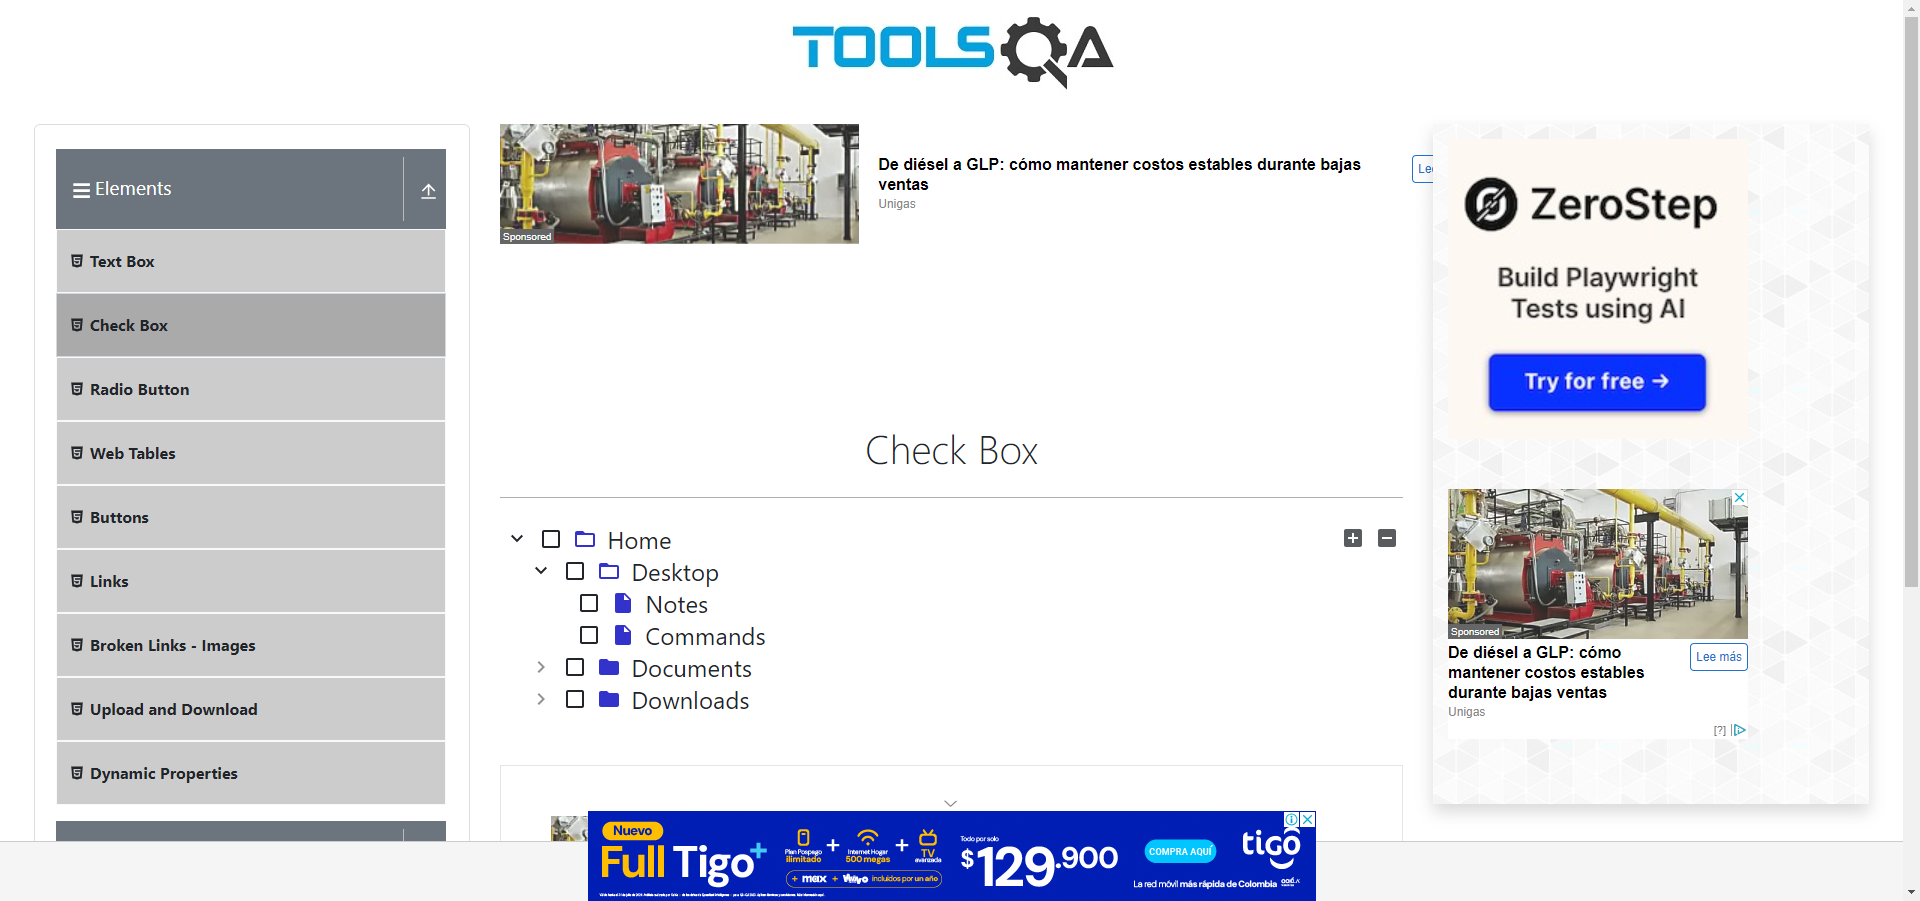 TOOLSQA
Elements
Text Box
Check Box
Radio Button
Web Tables
Buttons
Links
Broken Links - Images
Upload and Download
Dynamic Properties
Sponsored
De diésel a GLP: cómo mantener costos estables durante bajas
ventas
Unigas
Lee
Check Box
Home
Desktop
Notes
Commands
Documents
Downloads
ZeroStep
Build Playwright
Tests using AI
Try for free →
Sponsored
De diésel a GLP: cómo
mantener costos estables
durante bajas ventas
Lee más
Unigas
[?]
Nuevo
Full Tigo+
Plan Pospago
ilimitado
+
Internet Hogar
500 megas
+
TV
avanzada
+ max + incluidos por un año
Todo por solo
$129.900
COMPRA AQUÍ
tigo
La red móvil más rápida de Colombia